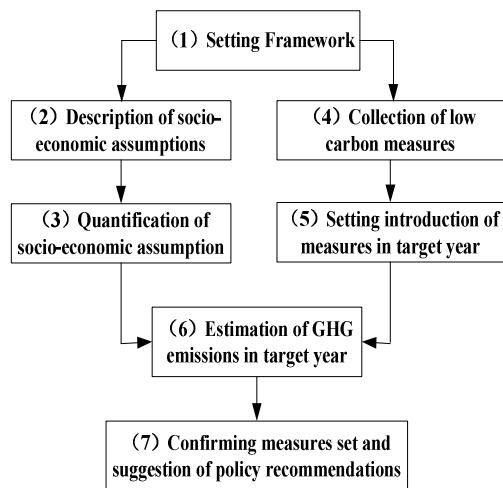 （1）Setting Framework
（2）Description of socio-
economic assumptions
（4）Collection of low
carbon measures
（3）Quantification of
socio-economic assumption
（5）Setting introduction of
measures in target year
（6）Estimation of GHG
emissions in target year
（7）Confirming measures set and
suggestion of policy recommendations